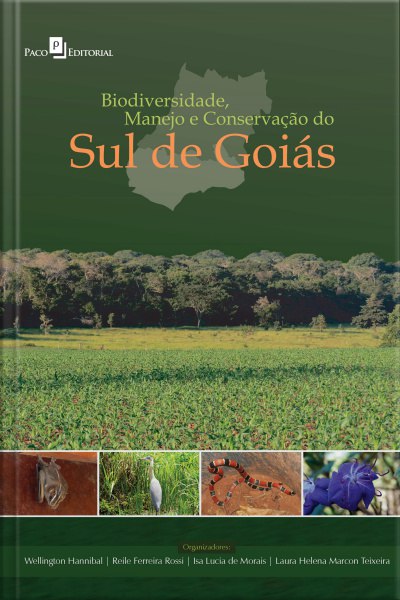 PACO EDITORIAL
P
Biodiversidade,
Manejo e Conservação do
Sul de Goiás
Organizadores:
Wellington Hannibal | Reile Ferreira Rossi | Isa Lucia de Morais | Laura Helena Marcon Teixeira